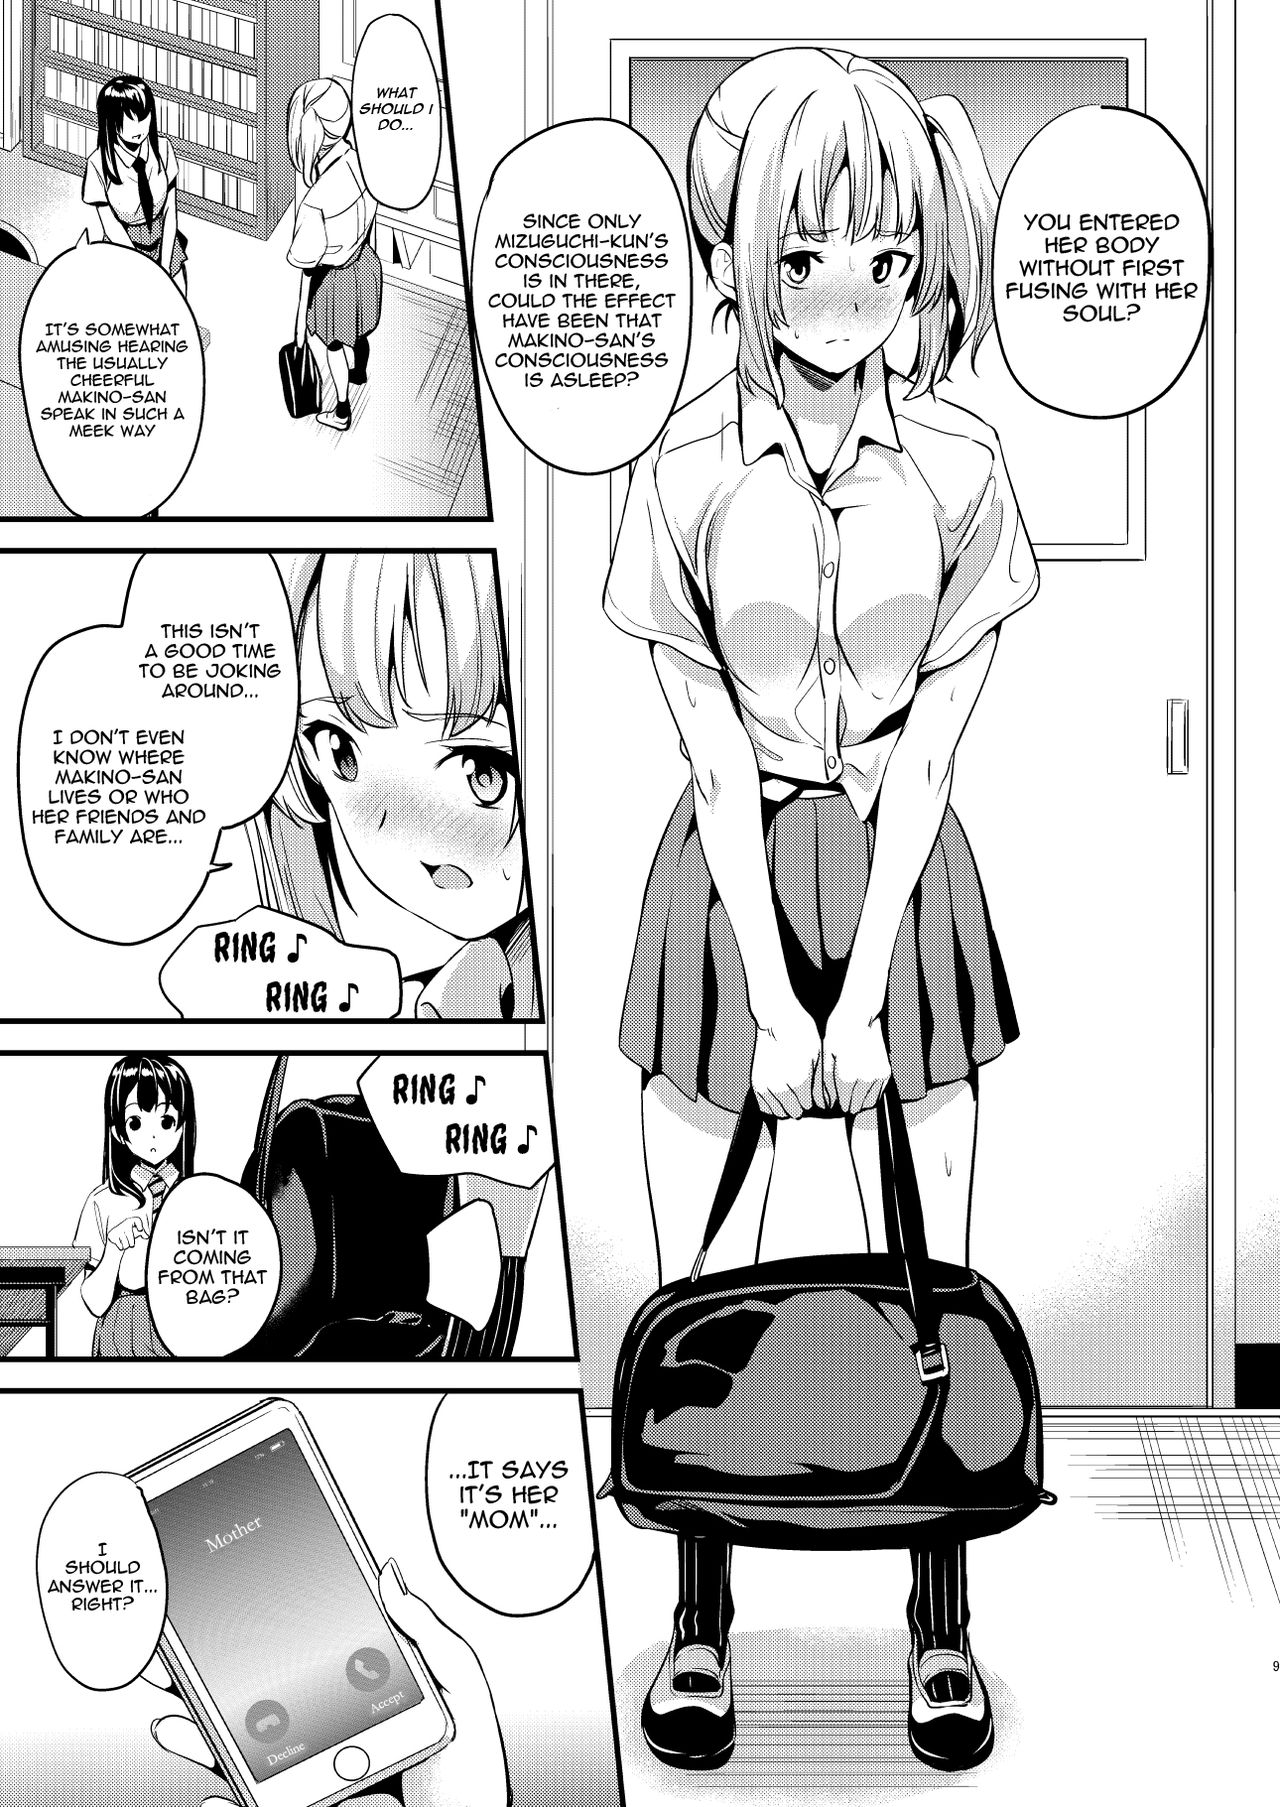 YOU ENTERED
HER BODY
WITHOUT FIRST
FUSING WITH HER
SOUL?
SINCE ONLY
MIZUGUCHI-KUN'S
CONSCIOUSNESS
IS IN THERE,
COULD THE EFFECT
HAVE BEEN THAT
MAKINO-SAN'S
CONSCIOUSNESS
IS ASLEEP?
WHAT
SHOULD I
DO...
IT'S SOMEWHAT
AMUSING HEARING
THE USUALLY
CHEERFUL
MAKINO-SAN
SPEAK IN SUCH A
MEEK WAY
THIS ISN'T
A GOOD TIME
TO BE JOKING
AROUND...
I DON'T EVEN
KNOW WHERE
MAKINO-SAN
LIVES OR WHO
HER FRIENDS AND
FAMILY ARE...
RING ♪
RING ♪
RING ♪
RING ♪
ISN'T IT
COMING
FROM THAT
BAG?
...IT SAYS
IT'S HER
"MOM"...
Mother
Accept
Decline
I
SHOULD
ANSWER IT...
RIGHT?
9